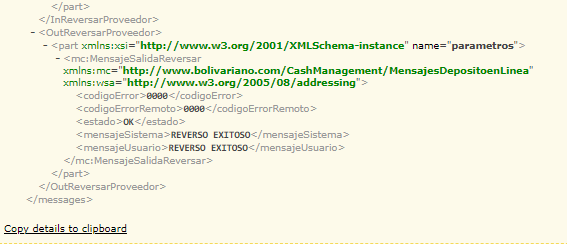 </part>
</InReversarProveedor>
- <OutReversarProveedor>
- <part xmlns:xsi="http://www.w3.org/2001/XMLSchema-instance" name="parametros">
- <mc:MensajeSalidaReversar
xmlns:mc="http://www.bolivariano.com/CashManagement/MensajesDepositoenLinea"
xmlns:wsa="http://www.w3.org/2005/08/addressing">
<codigoError>0000</codigoError>
<codigoErrorRemoto>0000</codigoErrorRemoto>
<estado>OK</estado>
<mensajeSistema>REVERSO EXITOSO</mensajeSistema>
<mensajeUsuario>REVERSO EXITOSO</mensajeUsuario>
</mc:MensajeSalidaReversar>
</part>
</OutReversarProveedor>
</messages>
Copy details to clipboard